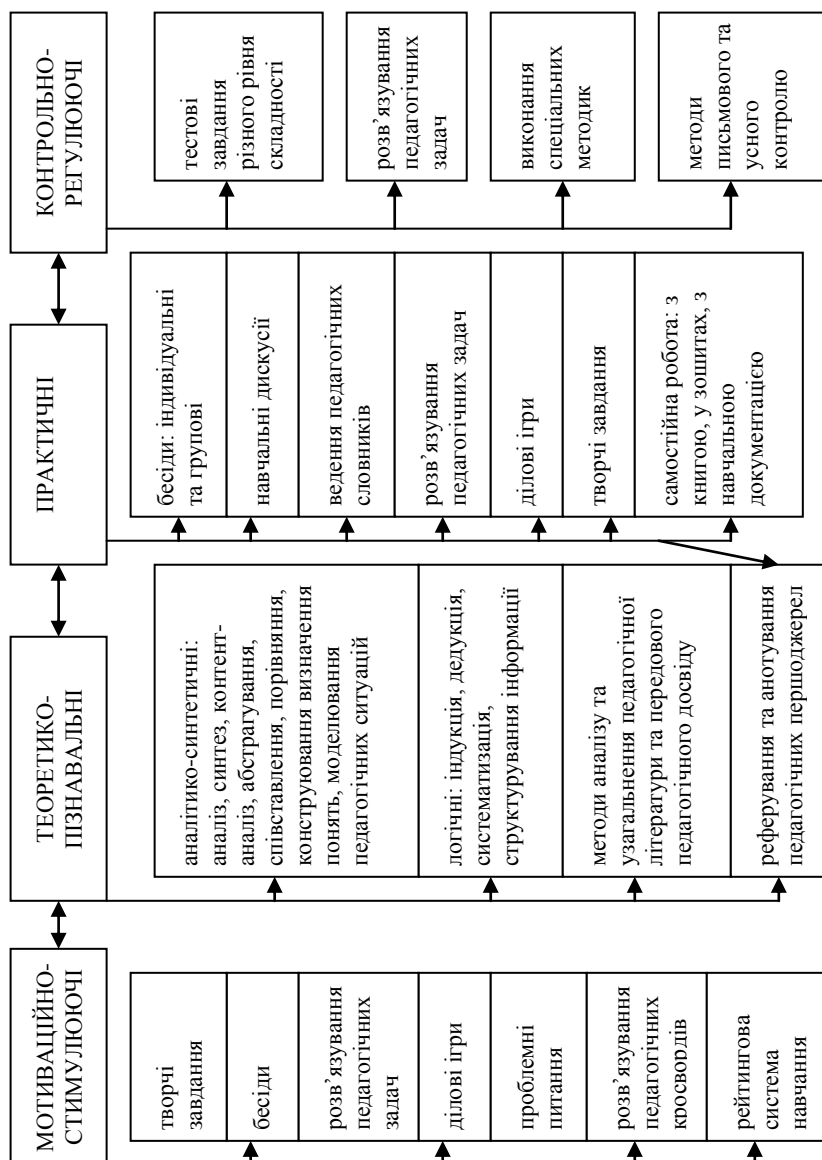 МОТИВАЦІЙНО-
СТИМУЛЮЮЧІ
творчі
завдання
бесіди
розв’язування
педагогічних
задач
ділові ігри
проблемні
питання
розв’язування
педагогічних
кросвордів
рейтингова
система
навчання
ТЕОРЕТИКО-
ПІЗНАВАЛЬНІ
аналітико-синтетичні:
аналіз, синтез, контент-
аналіз, абстрагування,
співставлення, порівняння,
конструювання визначення
понять, моделювання
педагогічних ситуацій
логічні: індукція, дедукція,
систематизація,
структурування інформації
методи аналізу та
узагальнення педагогічної
літератури та передового
педагогічного досвіду
реферування та анотування
педагогічних першоджерел
ПРАКТИЧНІ
бесіди: індивідуальні
та групові
навчальні дискусії
ведення педагогічних
словників
розв’язування
педагогічних задач
ділові ігри
творчі завдання
самостійна робота: з
книгою, у зошитах, з
навчальною
документацією
КОНТРОЛЬНО-
РЕГУЛЮЮЧІ
тестові
завдання
різного рівня
складності
розв’язування
педагогічних
задач
виконання
спеціальних
методик
методи
письмового та
усного
контролю